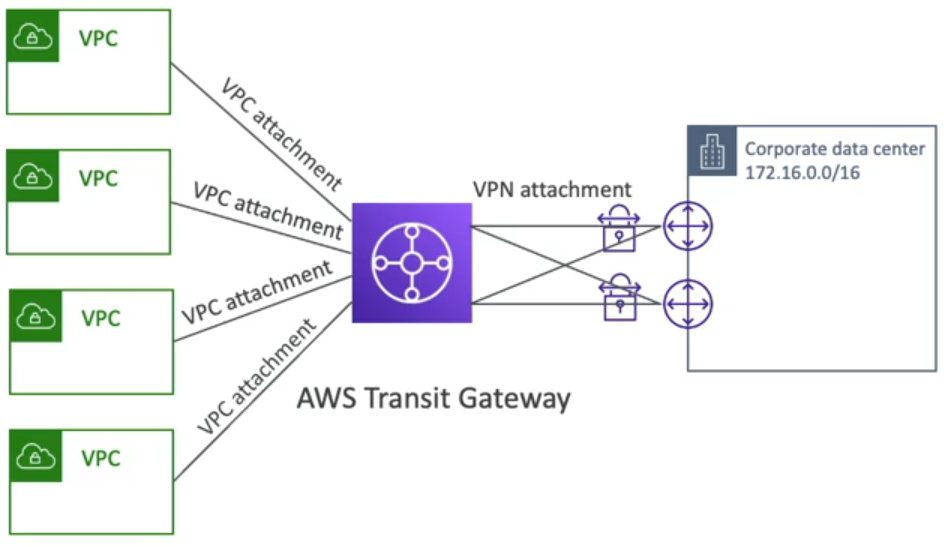 VPC
VPC attachment
VPC
VPC attachment
VPC
VPC attachment
VPC
VPC attachment
AWS Transit Gateway
VPN attachment
Corporate data center
172.16.0.0/16